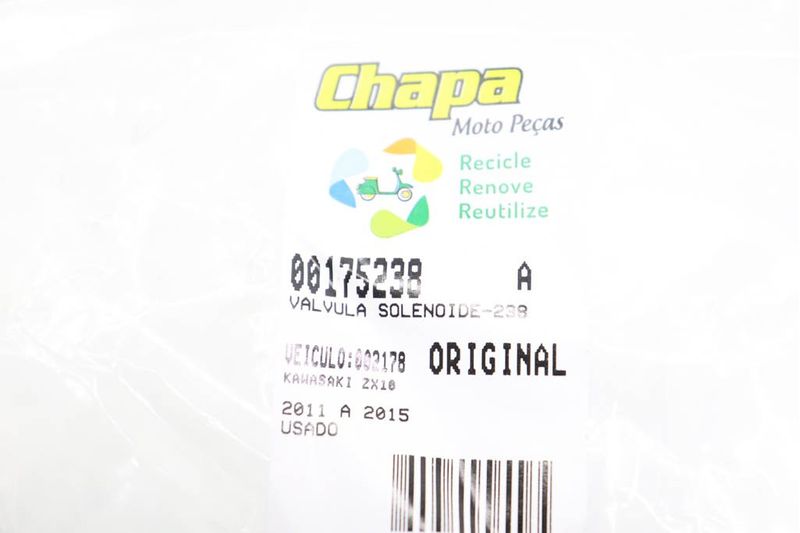 Chapa
Moto Peças
Recicle
Renove
Reutilize
00175238 A
VALVULA SOLENOIDE-238
VEICULO:002178 ORIGINAL
KAWASAKI ZX10
2011 A 2015
USADO